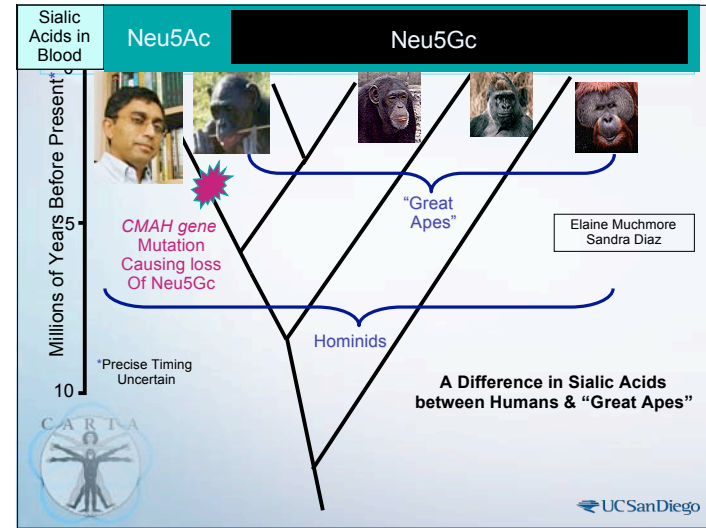 Sialic
Acids in
Blood
Neu5Ac
Neu5Gc
Millions of Years Before Present*
5
10
"Great
Apes"
CMAH gene
Mutation
Causing loss
Of Neu5Gc
Elaine Muchmore
Sandra Diaz
Hominids
*Precise Timing
Uncertain
A Difference in Sialic Acids
between Humans & "Great Apes"
CARTA
UCSanDiego